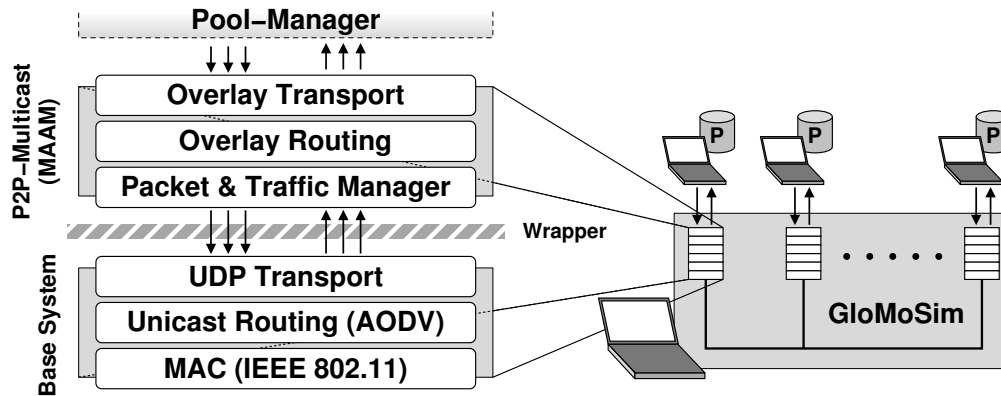 Pool–Manager
P2P–Multicast
(MAAM)
Overlay Transport
Overlay Routing
Packet & Traffic Manager
Wrapper
Base System
UDP Transport
Unicast Routing (AODV)
MAC (IEEE 802.11)
P
P
P
GloMoSim